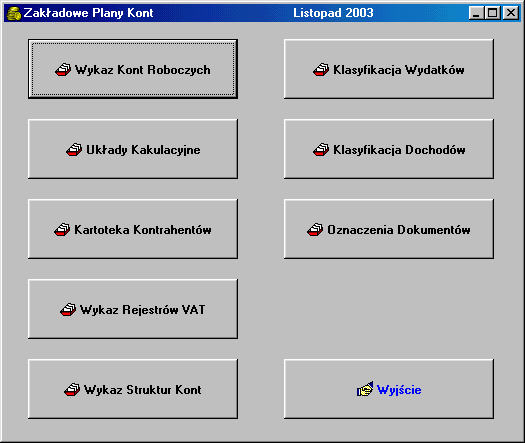 Zakładowe Plany Kont Listopad 2003
Wykaz Kont Roboczych
Klasyfikacja Wydatków
Układy Kakulacyjne
Klasyfikacja Dochodów
Kartoteka Kontrahentów
Oznaczenia Dokumentów
Wykaz Rejestrów VAT
Wykaz Struktur Kont
Wyjście